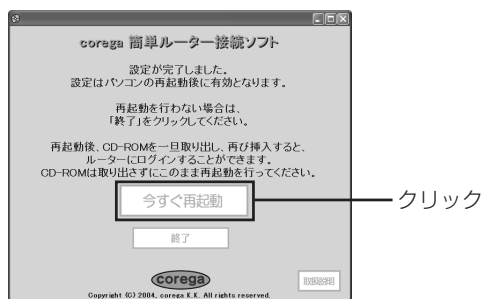 corega 簡単ルーター接続ソフト
設定が完了しました。
設定はパソコンの再起動後に有効となります。
再起動を行わない場合は、
「終了」をクリックしてください。
再起動後、CD-ROMを一旦取り出し、再び挿入すると、
ルーターにログインすることができます。
CD-ROMは取り出さずにこのまま再起動を行ってください。
今すぐ再起動
クリック
終了
corega
取扱説明書
Copyright (C) 2004, corega K.K. All rights reserved.